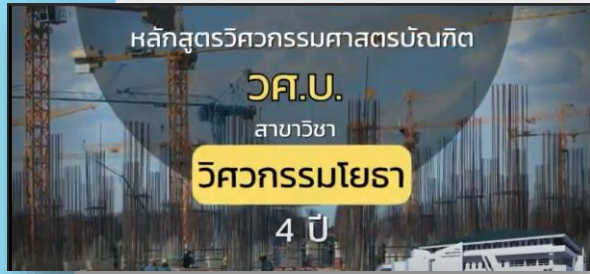 หลักสูตรวิศวกรรมศาสตรบัณฑิต
วศ.บ.
สาขาวิชา
วิศวกรรมโยธา
4 ปี